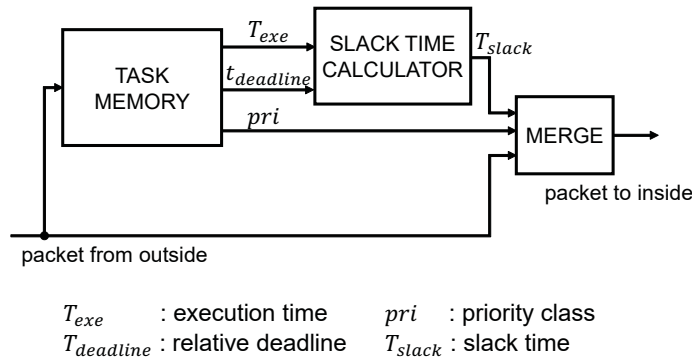 T_exe
SLACK TIME
CALCULATOR
T_slack
TASK
MEMORY
t_deadline
pri
MERGE
packet to inside
packet from outside
T_exe : execution time
pri : priority class
T_deadline : relative deadline
T_slack : slack time